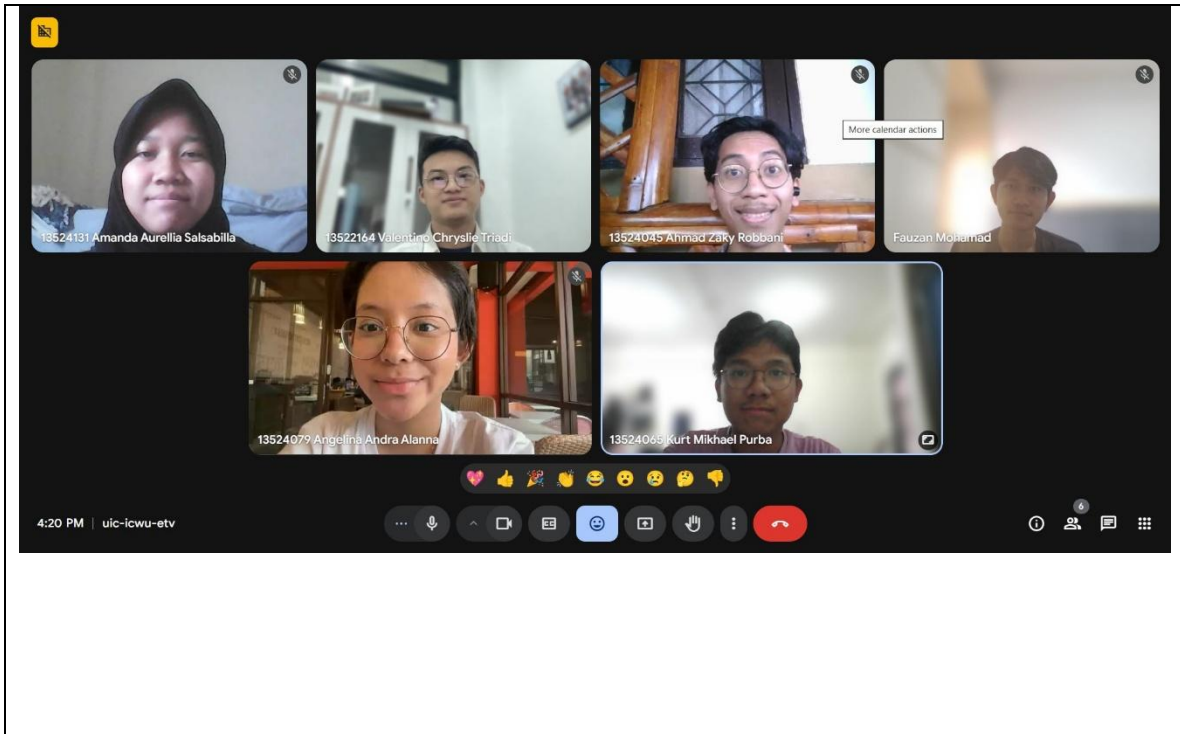 More calendar actions
13524131 Amanda Aurellia Salsabilla
13522164 Valentino Chryslie Triadi
13524045 Ahmad Zaky Robbani
Fauzan Mohamad
13524079 Angelina Andra Alanna
13524065 Kurt Mikhael Purba
4:20 PM | uic-icwu-etv
CC
6